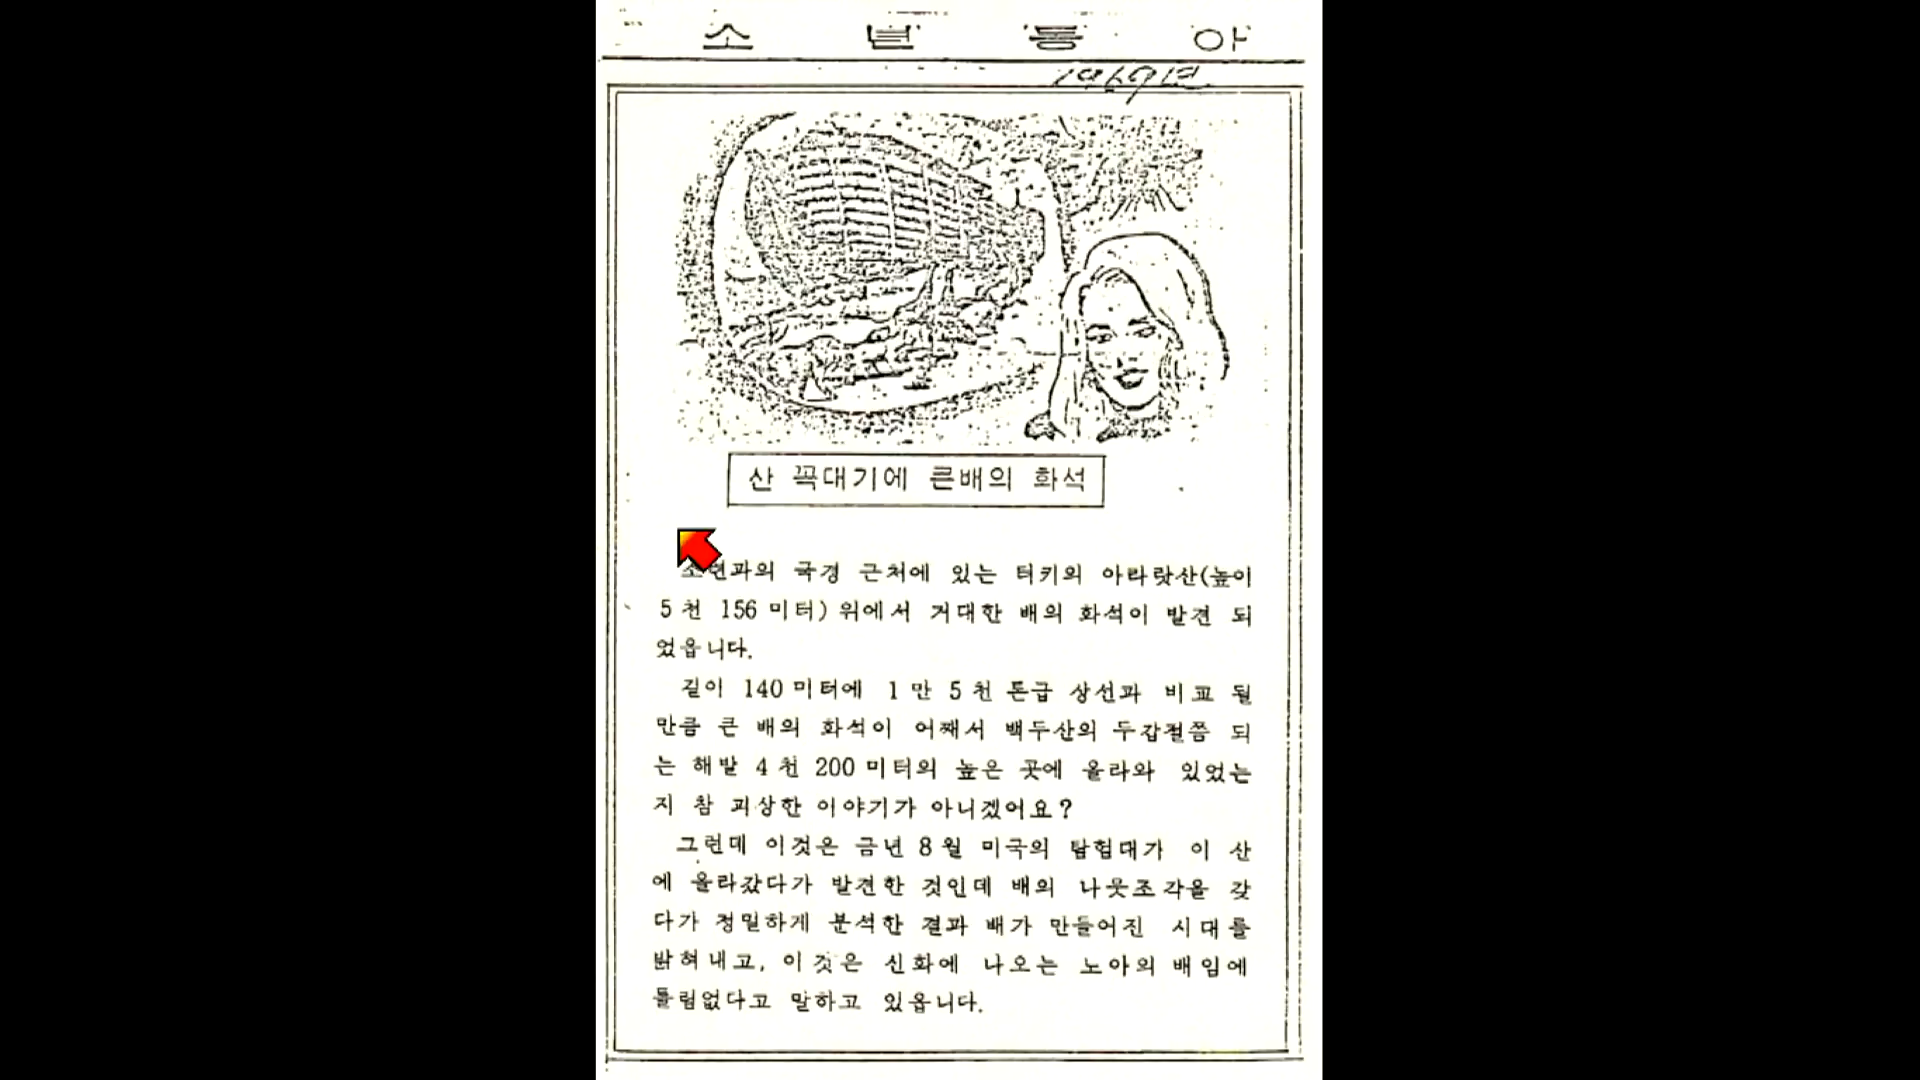 소 년 동 아
1969년
산 꼭대기에 큰배의 화석
소련과의 국경 근처에 있는 터키의 아라랏산(높이
5천 156미터) 위에서 거대한 배의 화석이 발견 되
었읍니다.
길이 140미터에 1만 5천 톤급 상선과 비교 될
만큼 큰 배의 화석이 어째서 백두산의 두갑절쯤 되
는 해발 4천 200미터의 높은 곳에 올라와 있었는
지 참 괴상한 이야기가 아니겠어요?
그런데 이것은 금년 8월 미국의 탐험대가 이 산
에 올라갔다가 발견한 것인데 배의 나뭇조각을 갖
다가 정밀하게 분석한 결과 배가 만들어진 시대를
밝혀내고, 이것은 신화에 나오는 노아의 배임에
틀림없다고 말하고 있읍니다.